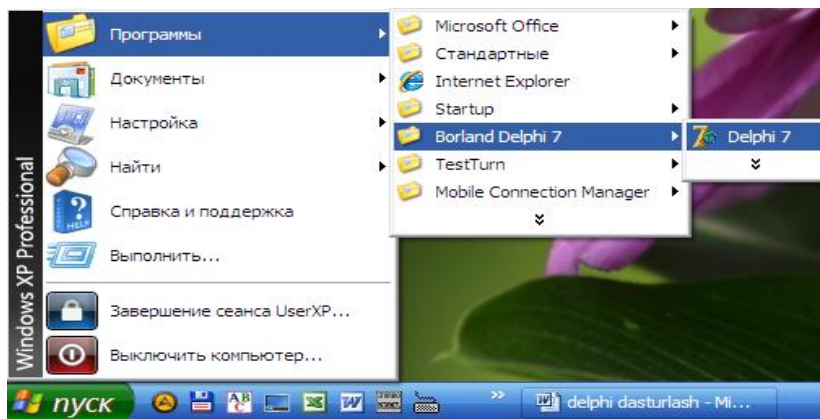 Windows XP Professional
Программы
Документы
Настройка
Найти
Справка и поддержка
Выполнить...
Завершение сеанса UserXP...
Выключить компьютер...
Microsoft Office
Стандартные
Internet Explorer
Startup
Borland Delphi 7
TestTurn
Mobile Connection Manager
Delphi 7
пуск
delphi dasturlash - Mi...